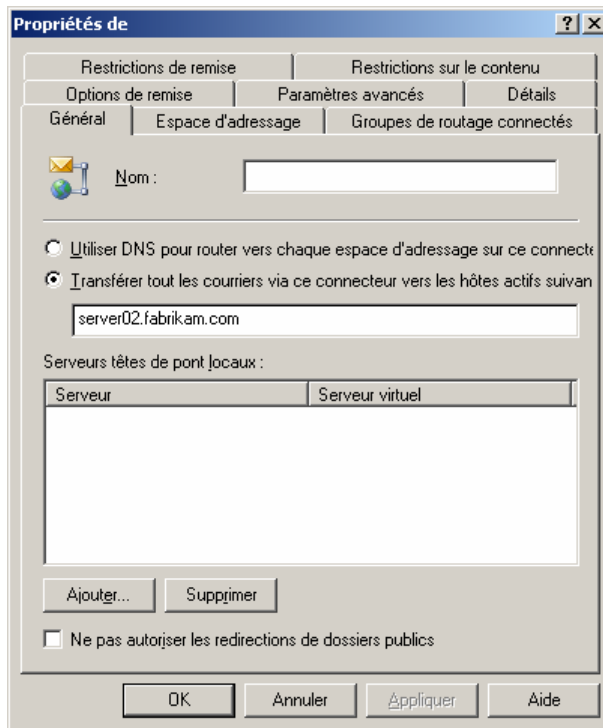 Propriétés de
Restrictions de remise
Restrictions sur le contenu
Options de remise
Paramètres avancés
Détails
Général
Espace d'adressage
Groupes de routage connectés
Nom :
Utiliser DNS pour router vers chaque espace d'adressage sur ce connecte
Transférer tout les courriers via ce connecteur vers les hôtes actifs suivan
server02.fabrikam.com
Serveurs têtes de pont locaux :
Serveur
Serveur virtuel
Ajouter...
Supprimer
Ne pas autoriser les redirections de dossiers publics
OK
Annuler
Appliquer
Aide